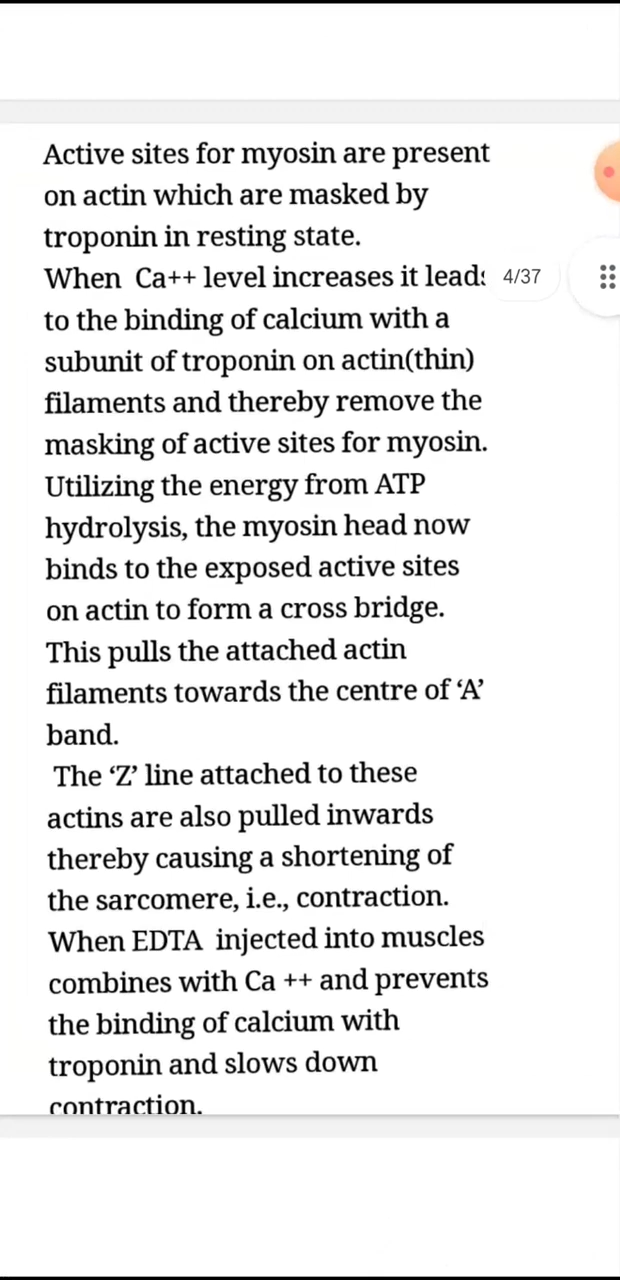 Active sites for myosin are present
on actin which are masked by
troponin in resting state.
When Ca++ level increases it leads
4/37
to the binding of calcium with a
subunit of troponin on actin(thin)
filaments and thereby remove the
masking of active sites for myosin.
Utilizing the energy from ATP
hydrolysis, the myosin head now
binds to the exposed active sites
on actin to form a cross bridge.
This pulls the attached actin
filaments towards the centre of ‘A’
band.
The ‘Z’ line attached to these
actins are also pulled inwards
thereby causing a shortening of
the sarcomere, i.e., contraction.
When EDTA injected into muscles
combines with Ca ++ and prevents
the binding of calcium with
troponin and slows down
contraction.